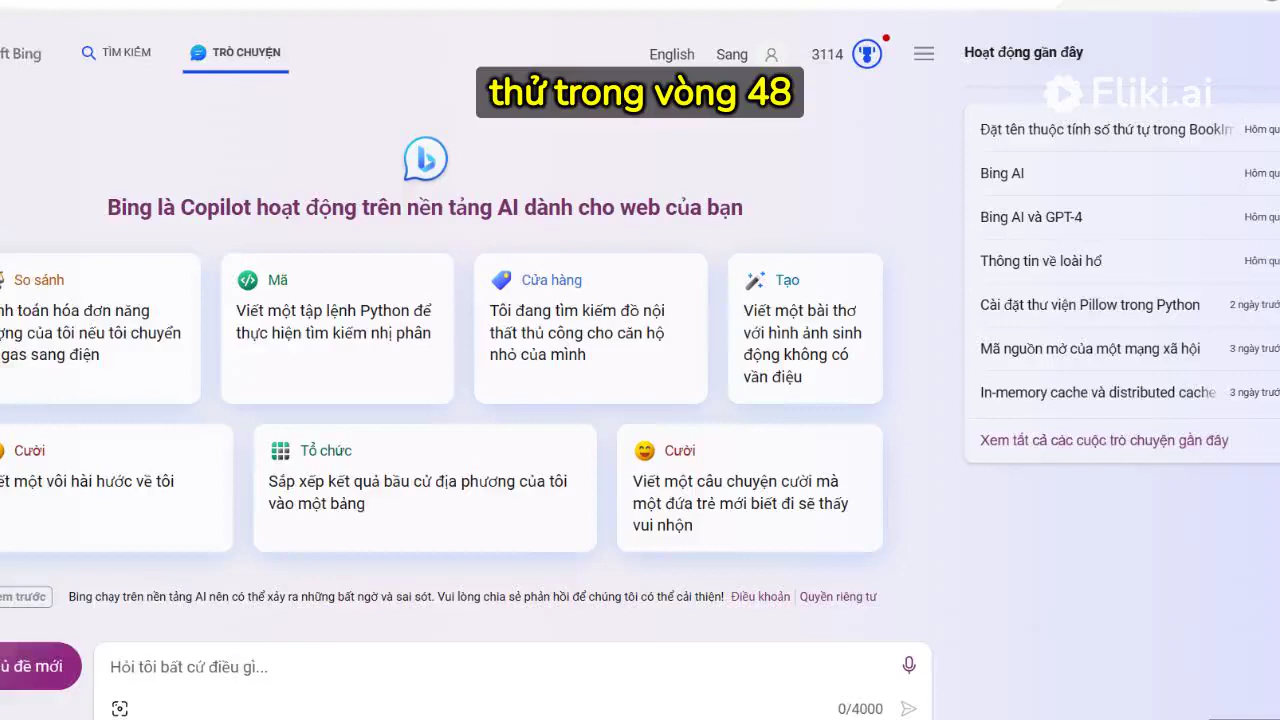 ft Bing
TÌM KIẾM
TRÒ CHUYỆN
English
Sang
3114
Hoạt động gần đây
thử trong vòng 48
Fliki.ai
Đặt tên thuộc tính số thứ tự trong BookIm
Hôm qu
Bing AI
Hôm qu
Bing AI và GPT-4
Hôm qu
Thông tin về loài hổ
Hôm qu
Cài đặt thư viện Pillow trong Python
2 ngày trướ
Mã nguồn mở của một mạng xã hội
3 ngày trướ
In-memory cache và distributed cache
3 ngày trướ
Xem tất cả các cuộc trò chuyện gần đây
Bing là Copilot hoạt động trên nền tảng AI dành cho web của bạn
So sánh
nh toán hóa đơn năng
ợng của tôi nếu tôi chuyển
gas sang điện
Mã
Viết một tập lệnh Python để
thực hiện tìm kiếm nhị phân
Cửa hàng
Tôi đang tìm kiếm đồ nội
thất thủ công cho căn hộ
nhỏ của mình
Tạo
Viết một bài thơ
với hình ảnh sinh
động không có
vần điệu
Cười
ết một vôi hài hước về tôi
Tổ chức
Sắp xếp kết quả bầu cử địa phương của tôi
vào một bảng
Cười
Viết một câu chuyện cười mà
một đứa trẻ mới biết đi sẽ thấy
vui nhộn
em trước
Bing chạy trên nền tảng AI nên có thể xảy ra những bất ngờ và sai sót. Vui lòng chia sẻ phản hồi để chúng tôi có thể cải thiện!
Điều khoản
Quyền riêng tư
ủ đề mới
Hỏi tôi bất cứ điều gì...
0/4000